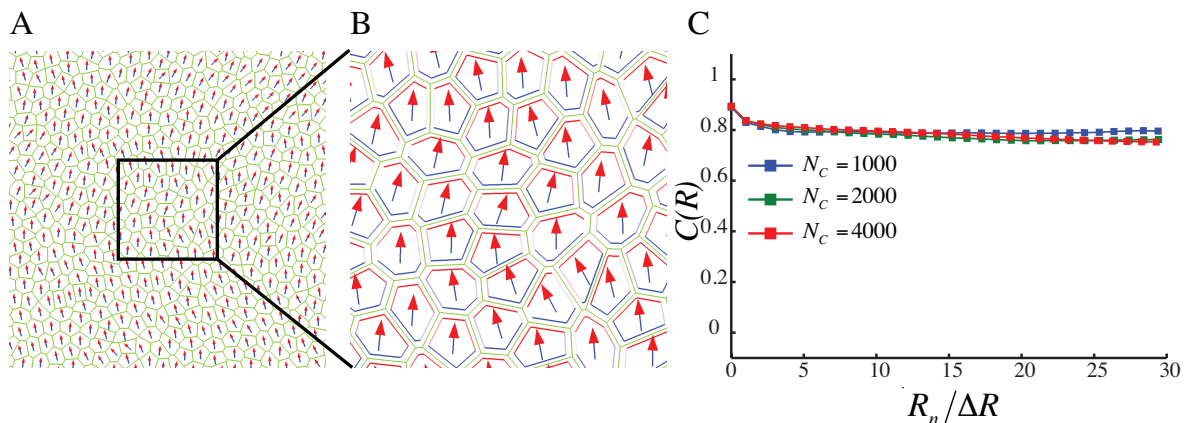 A
B
C
1
0.8
0.6
0.4
0.2
0
C(R)
N_C = 1000
N_C = 2000
N_C = 4000
0 5 10 15 20 25 30
R_n/ΔR